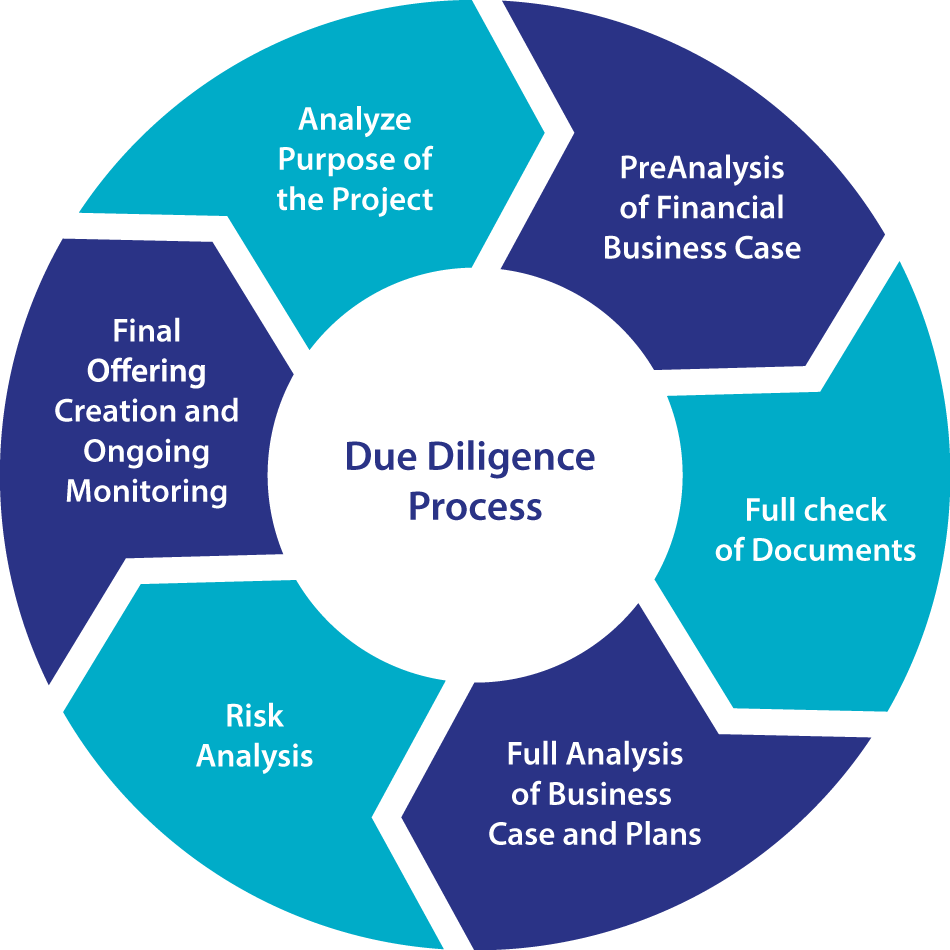 Analyze
Purpose of
the Project
PreAnalysis
of Financial
Business Case
Full check
of Documents
Full Analysis
of Business
Case and Plans
Risk
Analysis
Final
Offering
Creation and
Ongoing
Monitoring
Due Diligence
Process